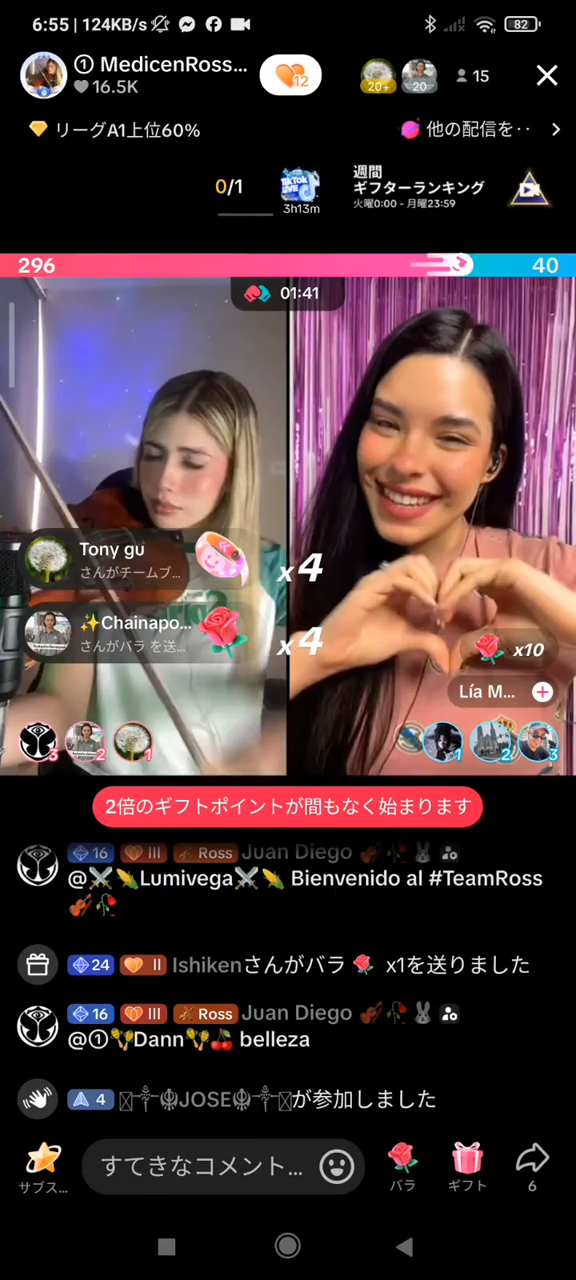 6:55 | 124KB/s
82
① MedicenRoss...
16.5K
12
20+
20
15
リーグA1上位60%
他の配信を‥
0/1
3h13m
週間
ギフターランキング
火曜0:00 - 月曜23:59
296
40
01:41
Tony gu
さんがチームブ...
x4
✨Chainapo...
さんがバラ を送...
x4
x10
Lía M...
3
2
1
1
2
3
2倍のギフトポイントが間もなく始まります
16 III Ross Juan Diego 🎻🥀🐰
@⚔️🌽Lumivega⚔️🌽 Bienvenido al #TeamRoss
🎻🥀
24 II Ishikenさんがバラ 🌹 x1を送りました
16 III Ross Juan Diego 🎻🥀🐰
@①🪇Dann🪇🍒 belleza
4 JOSE が参加しました
サブス...
すてきなコメント...
バラ
ギフト
6